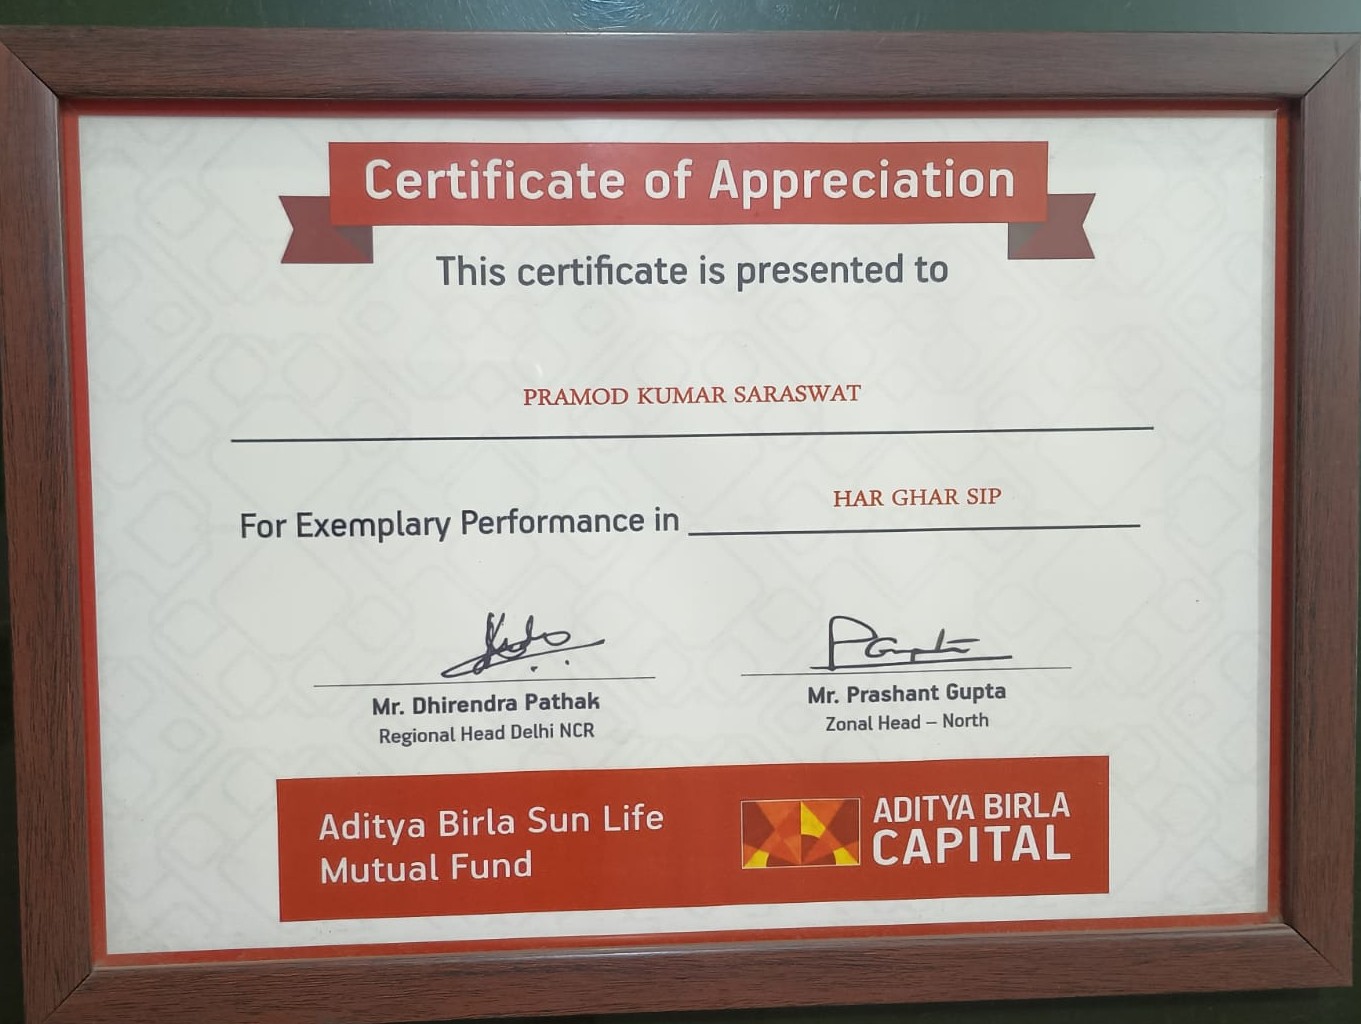 Certificate of Appreciation
This certificate is presented to
PRAMOD KUMAR SARASWAT
HAR GHAR SIP
For Exemplary Performance in
Mr. Dhirendra Pathak
Regional Head Delhi NCR
Mr. Prashant Gupta
Zonal Head – North
Aditya Birla Sun Life
Mutual Fund
ADITYA BIRLA
CAPITAL